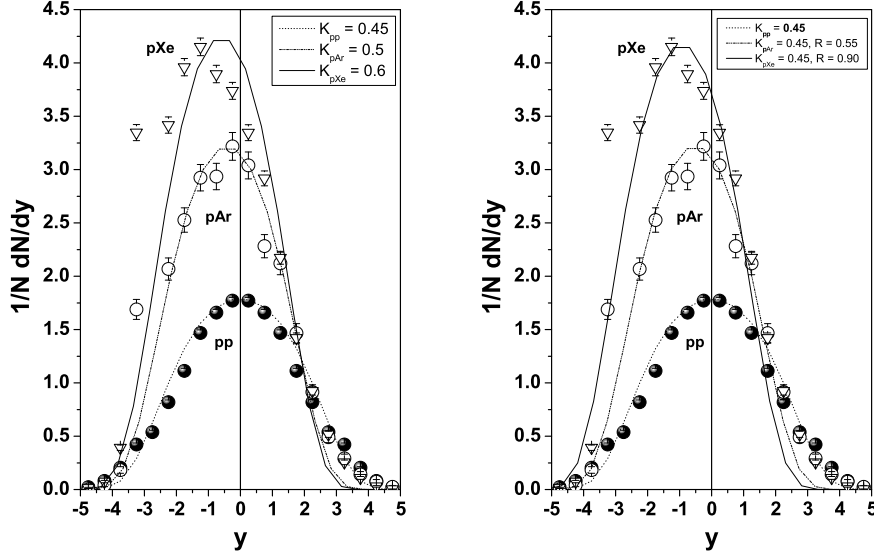 4.5
4.0
3.5
3.0
2.5
2.0
1.5
1.0
0.5
0.0
1/N dN/dy
pXe
pAr
pp
K_pp = 0.45
K_pAr = 0.5
K_pXe = 0.6
-5 -4 -3 -2 -1 0 1 2 3 4 5
y
4.5
4.0
3.5
3.0
2.5
2.0
1.5
1.0
0.5
0.0
1/N dN/dy
pXe
pAr
pp
K_pp = 0.45
K_pAr = 0.45, R = 0.55
K_pXe = 0.45, R = 0.90
-5 -4 -3 -2 -1 0 1 2 3 4 5
y